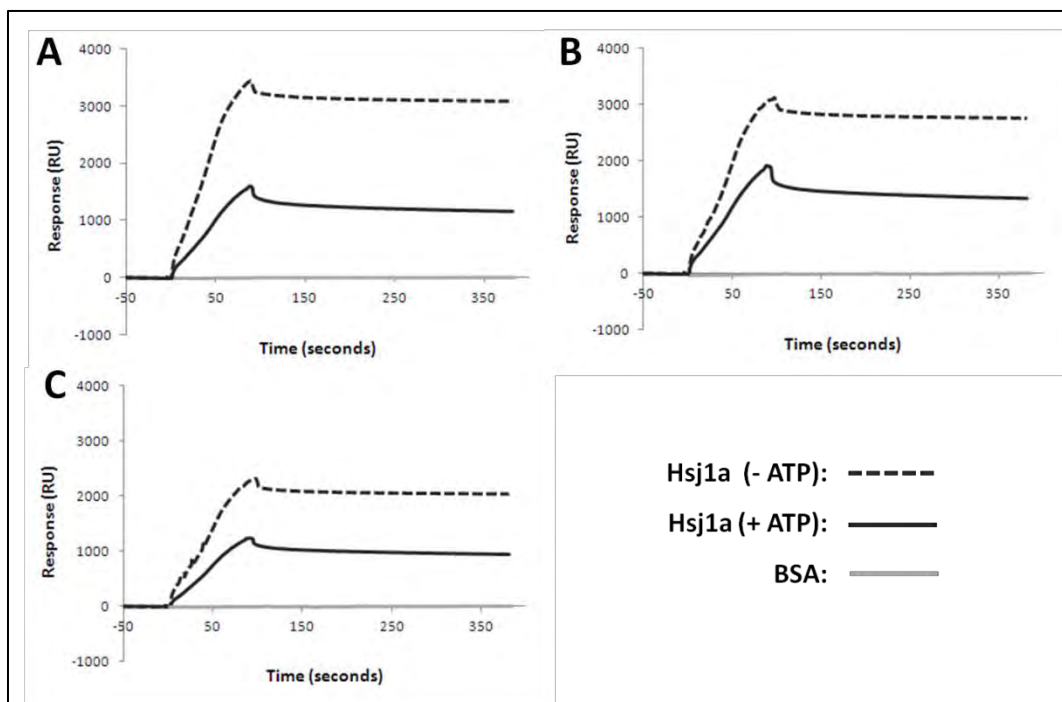 A
4000
3000
2000
1000
0
-1000
-50 50 150 250 350
Response (RU)
Time (seconds)
B
4000
3000
2000
1000
0
-1000
-50 50 150 250 350
Response (RU)
Time (seconds)
C
4000
3000
2000
1000
0
-1000
-50 50 150 250 350
Response (RU)
Time (seconds)
Hsj1a (- ATP):
Hsj1a (+ ATP):
BSA: